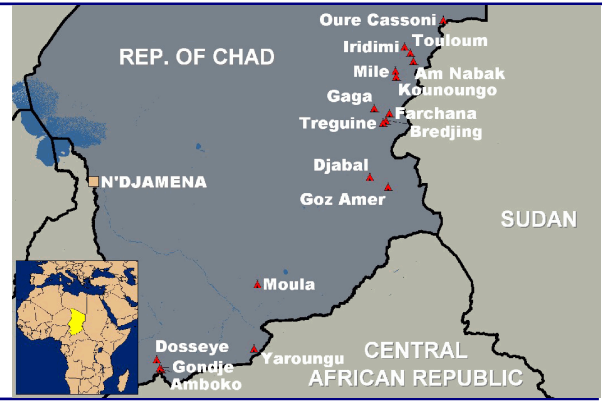 Oure Cassoni
Iridimi
Touloum
REP. OF CHAD
Mile
Am Nabak
Kounoungo
Gaga
Farchana
Treguine
Bredjing
Djabal
N'DJAMENA
Goz Amer
SUDAN
Moula
Dosseye
Yaroungu
Gondje
Amboko
CENTRAL
AFRICAN REPUBLIC